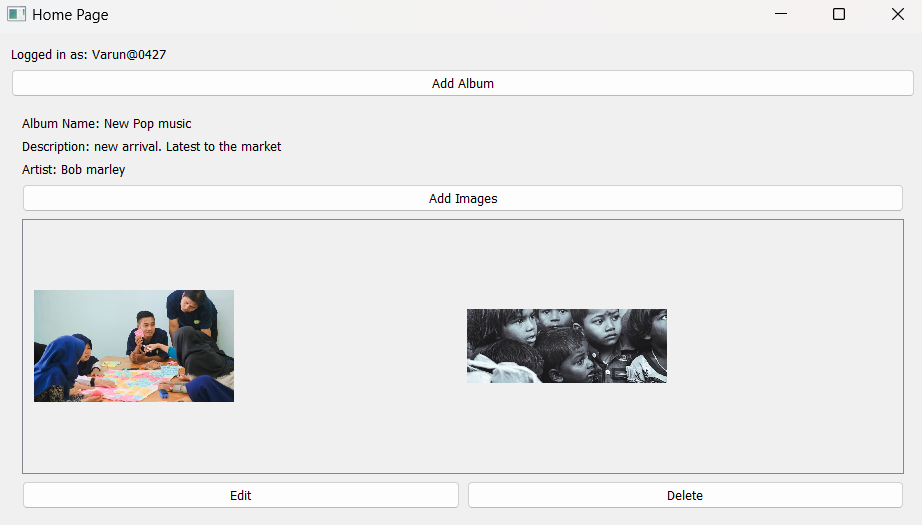 Home Page
Logged in as: Varun@0427
Add Album
Album Name: New Pop music
Description: new arrival. Latest to the market
Artist: Bob marley
Add Images
Edit
Delete